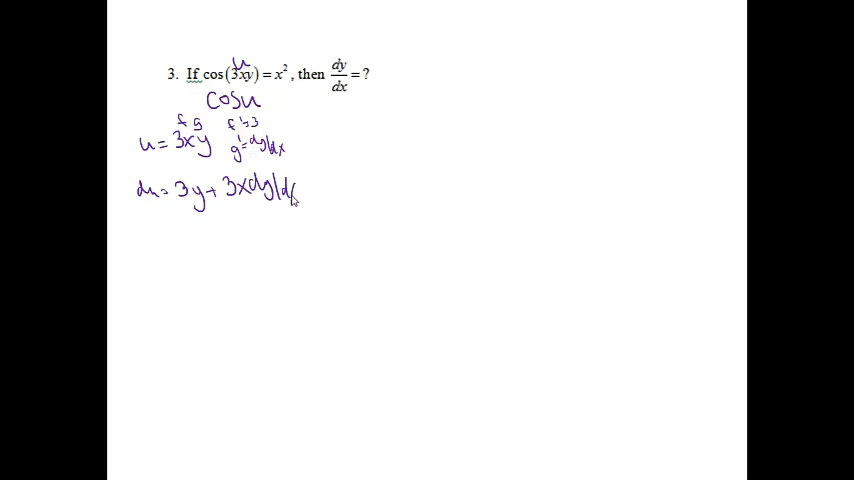 u
3. If cos(3xy) = x², then dy/dx = ?
cos u
f g f' = 3
u = 3xy g' = dy/dx
du = 3y + 3x dy/dx